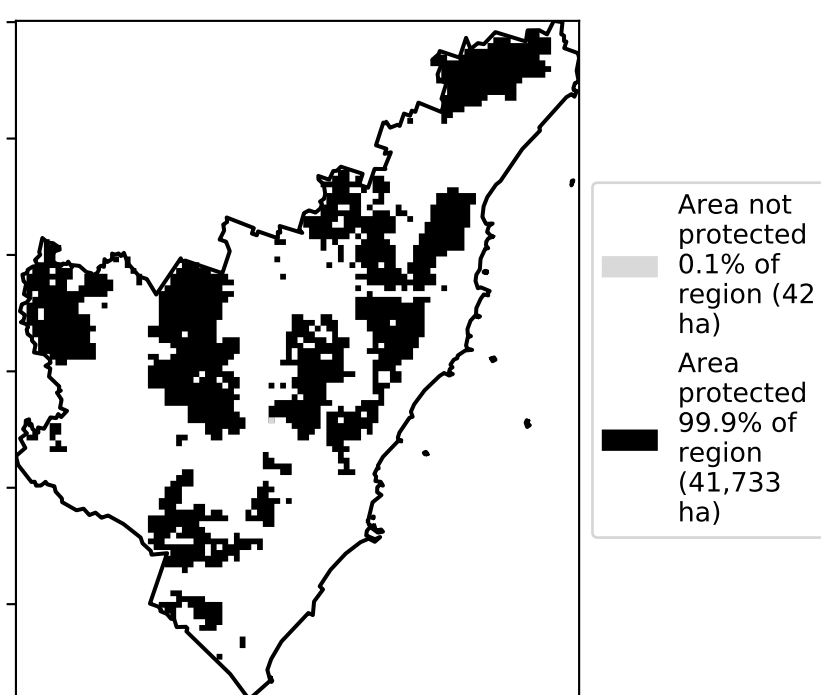 Area not
protected
0.1% of
region (42
ha)
Area
protected
99.9% of
region
(41,733
ha)